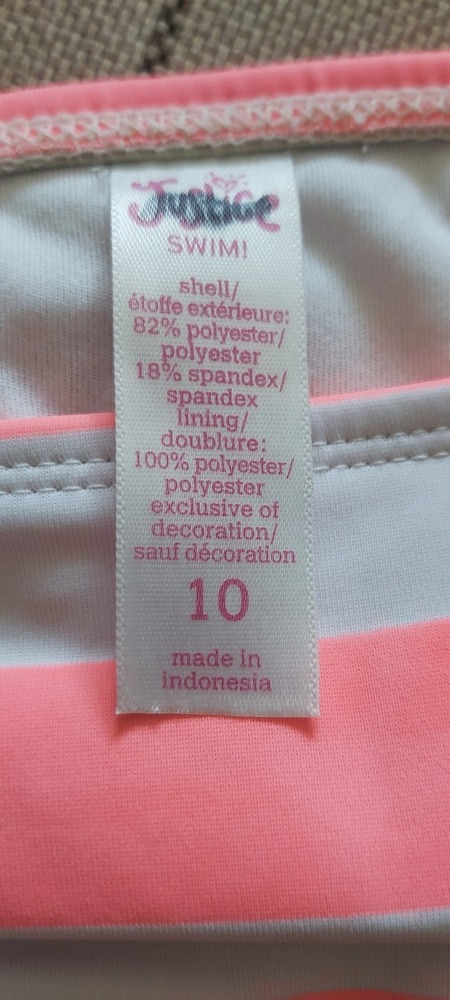 Justice
SWIM!
shell/
étoffe extérieure:
82% polyester/
polyester
18% spandex/
spandex
lining/
doublure:
100% polyester/
polyester
exclusive of
decoration/
sauf décoration
10
made in
indonesia